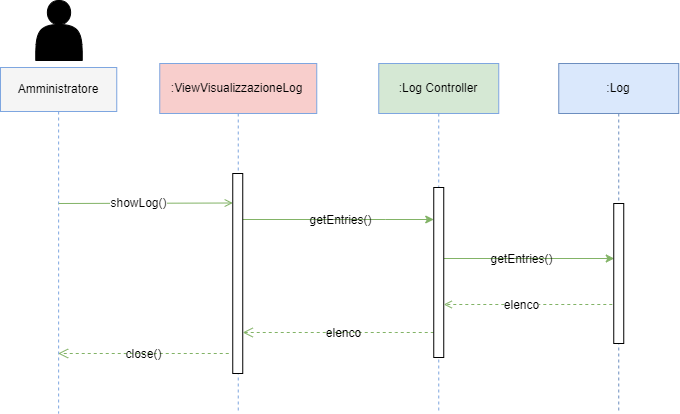 Amministratore
:ViewVisualizzazioneLog
:Log Controller
:Log
showLog()
getEntries()
getEntries()
elenco
elenco
close()